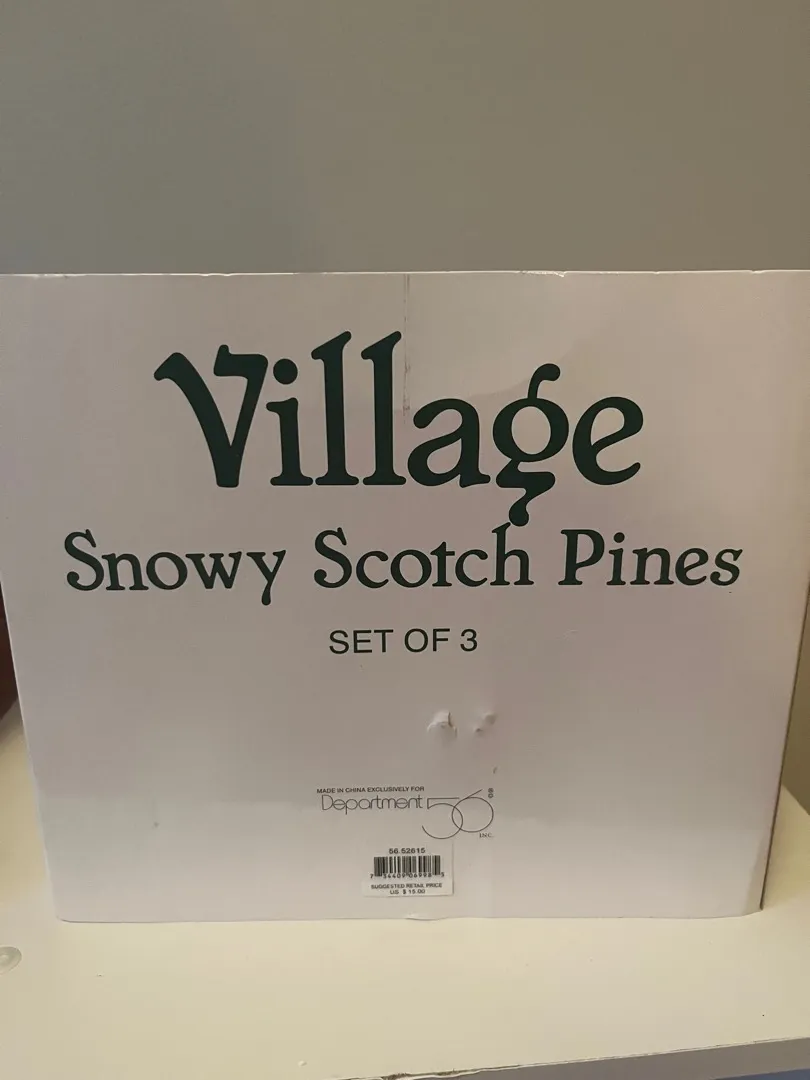 Village
Snowy Scotch Pines
SET OF 3
MADE IN CHINA EXCLUSIVELY FOR
Department 56
INC.
56.52615
SUGGESTED RETAIL PRICE
US $ 15.00